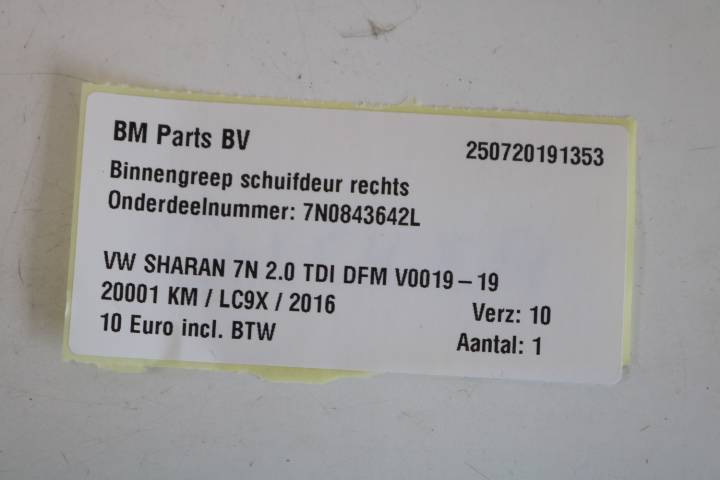 BM Parts BV 250720191353
Binnengreep schuifdeur rechts
Onderdeelnummer: 7N0843642L
VW SHARAN 7N 2.0 TDI DFM V0019-19
20001 KM / LC9X / 2016 Verz: 10
10 Euro incl. BTW Aantal: 1